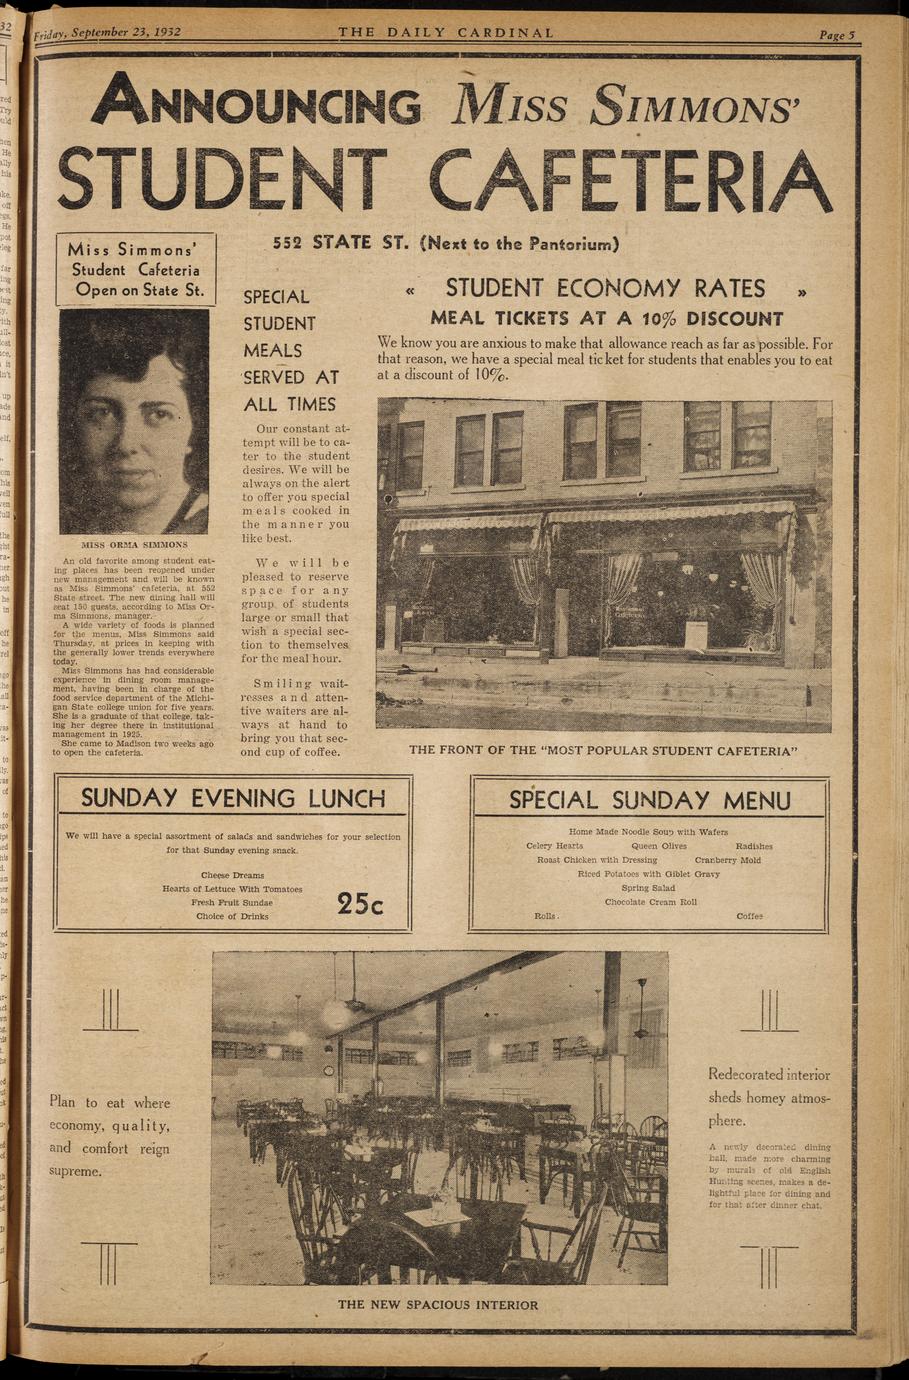 Friday, September 23, 1932
THE DAILY CARDINAL
Page 5
ANNOUNCING MISS SIMMONS'
STUDENT CAFETERIA
552 STATE ST. (Next to the Pantorium)
Miss Simmons'
Student Cafeteria
Open on State St.
MISS ORMA SIMMONS
An old favorite among student eat-
ing places has been reopened under
new management and will be known
as Miss Simmons' cafeteria, at 552
State street. The new dining hall will
seat 150 guests, according to Miss Or-
ma Simmons, manager.
A wide variety of foods is planned
for the menus, Miss Simmons said
Thursday, at prices in keeping with
the generally lower trends everywhere
today.
Miss Simmons has had considerable
experience in dining room manage-
ment, having been in charge of the
food service department of the Michi-
gan State college union for five years.
She is a graduate of that college, tak-
ing her degree there in institutional
management in 1925.
She came to Madison two weeks ago
to open the cafeteria.
SPECIAL
STUDENT
MEALS
SERVED AT
ALL TIMES
Our constant at-
tempt will be to ca-
ter to the student
desires. We will be
always on the alert
to offer you special
meals cooked in
the manner you
like best.
We will be
pleased to reserve
space for any
group of students
large or small that
wish a special sec-
tion to themselves
for the meal hour.
Smiling wait-
resses and atten-
tive waiters are al-
ways at hand to
bring you that sec-
ond cup of coffee.
« STUDENT ECONOMY RATES »
MEAL TICKETS AT A 10% DISCOUNT
We know you are anxious to make that allowance reach as far as possible. For
that reason, we have a special meal ticket for students that enables you to eat
at a discount of 10%.
THE FRONT OF THE "MOST POPULAR STUDENT CAFETERIA"
SUNDAY EVENING LUNCH
We will have a special assortment of salads and sandwiches for your selection
for that Sunday evening snack.
Cheese Dreams
Hearts of Lettuce With Tomatoes
Fresh Fruit Sundae
Choice of Drinks
25c
SPECIAL SUNDAY MENU
Home Made Noodle Soup with Wafers
Celery Hearts Queen Olives Radishes
Roast Chicken with Dressing Cranberry Mold
Riced Potatoes with Giblet Gravy
Spring Salad
Chocolate Cream Roll
Rolls Coffee
Plan to eat where
economy, quality,
and comfort reign
supreme.
THE NEW SPACIOUS INTERIOR
Redecorated interior
sheds homey atmos-
phere.
A newly decorated dining
hall, made more charming
by murals of old English
Hunting scenes, makes a de-
lightful place for dining and
for that after dinner chat.